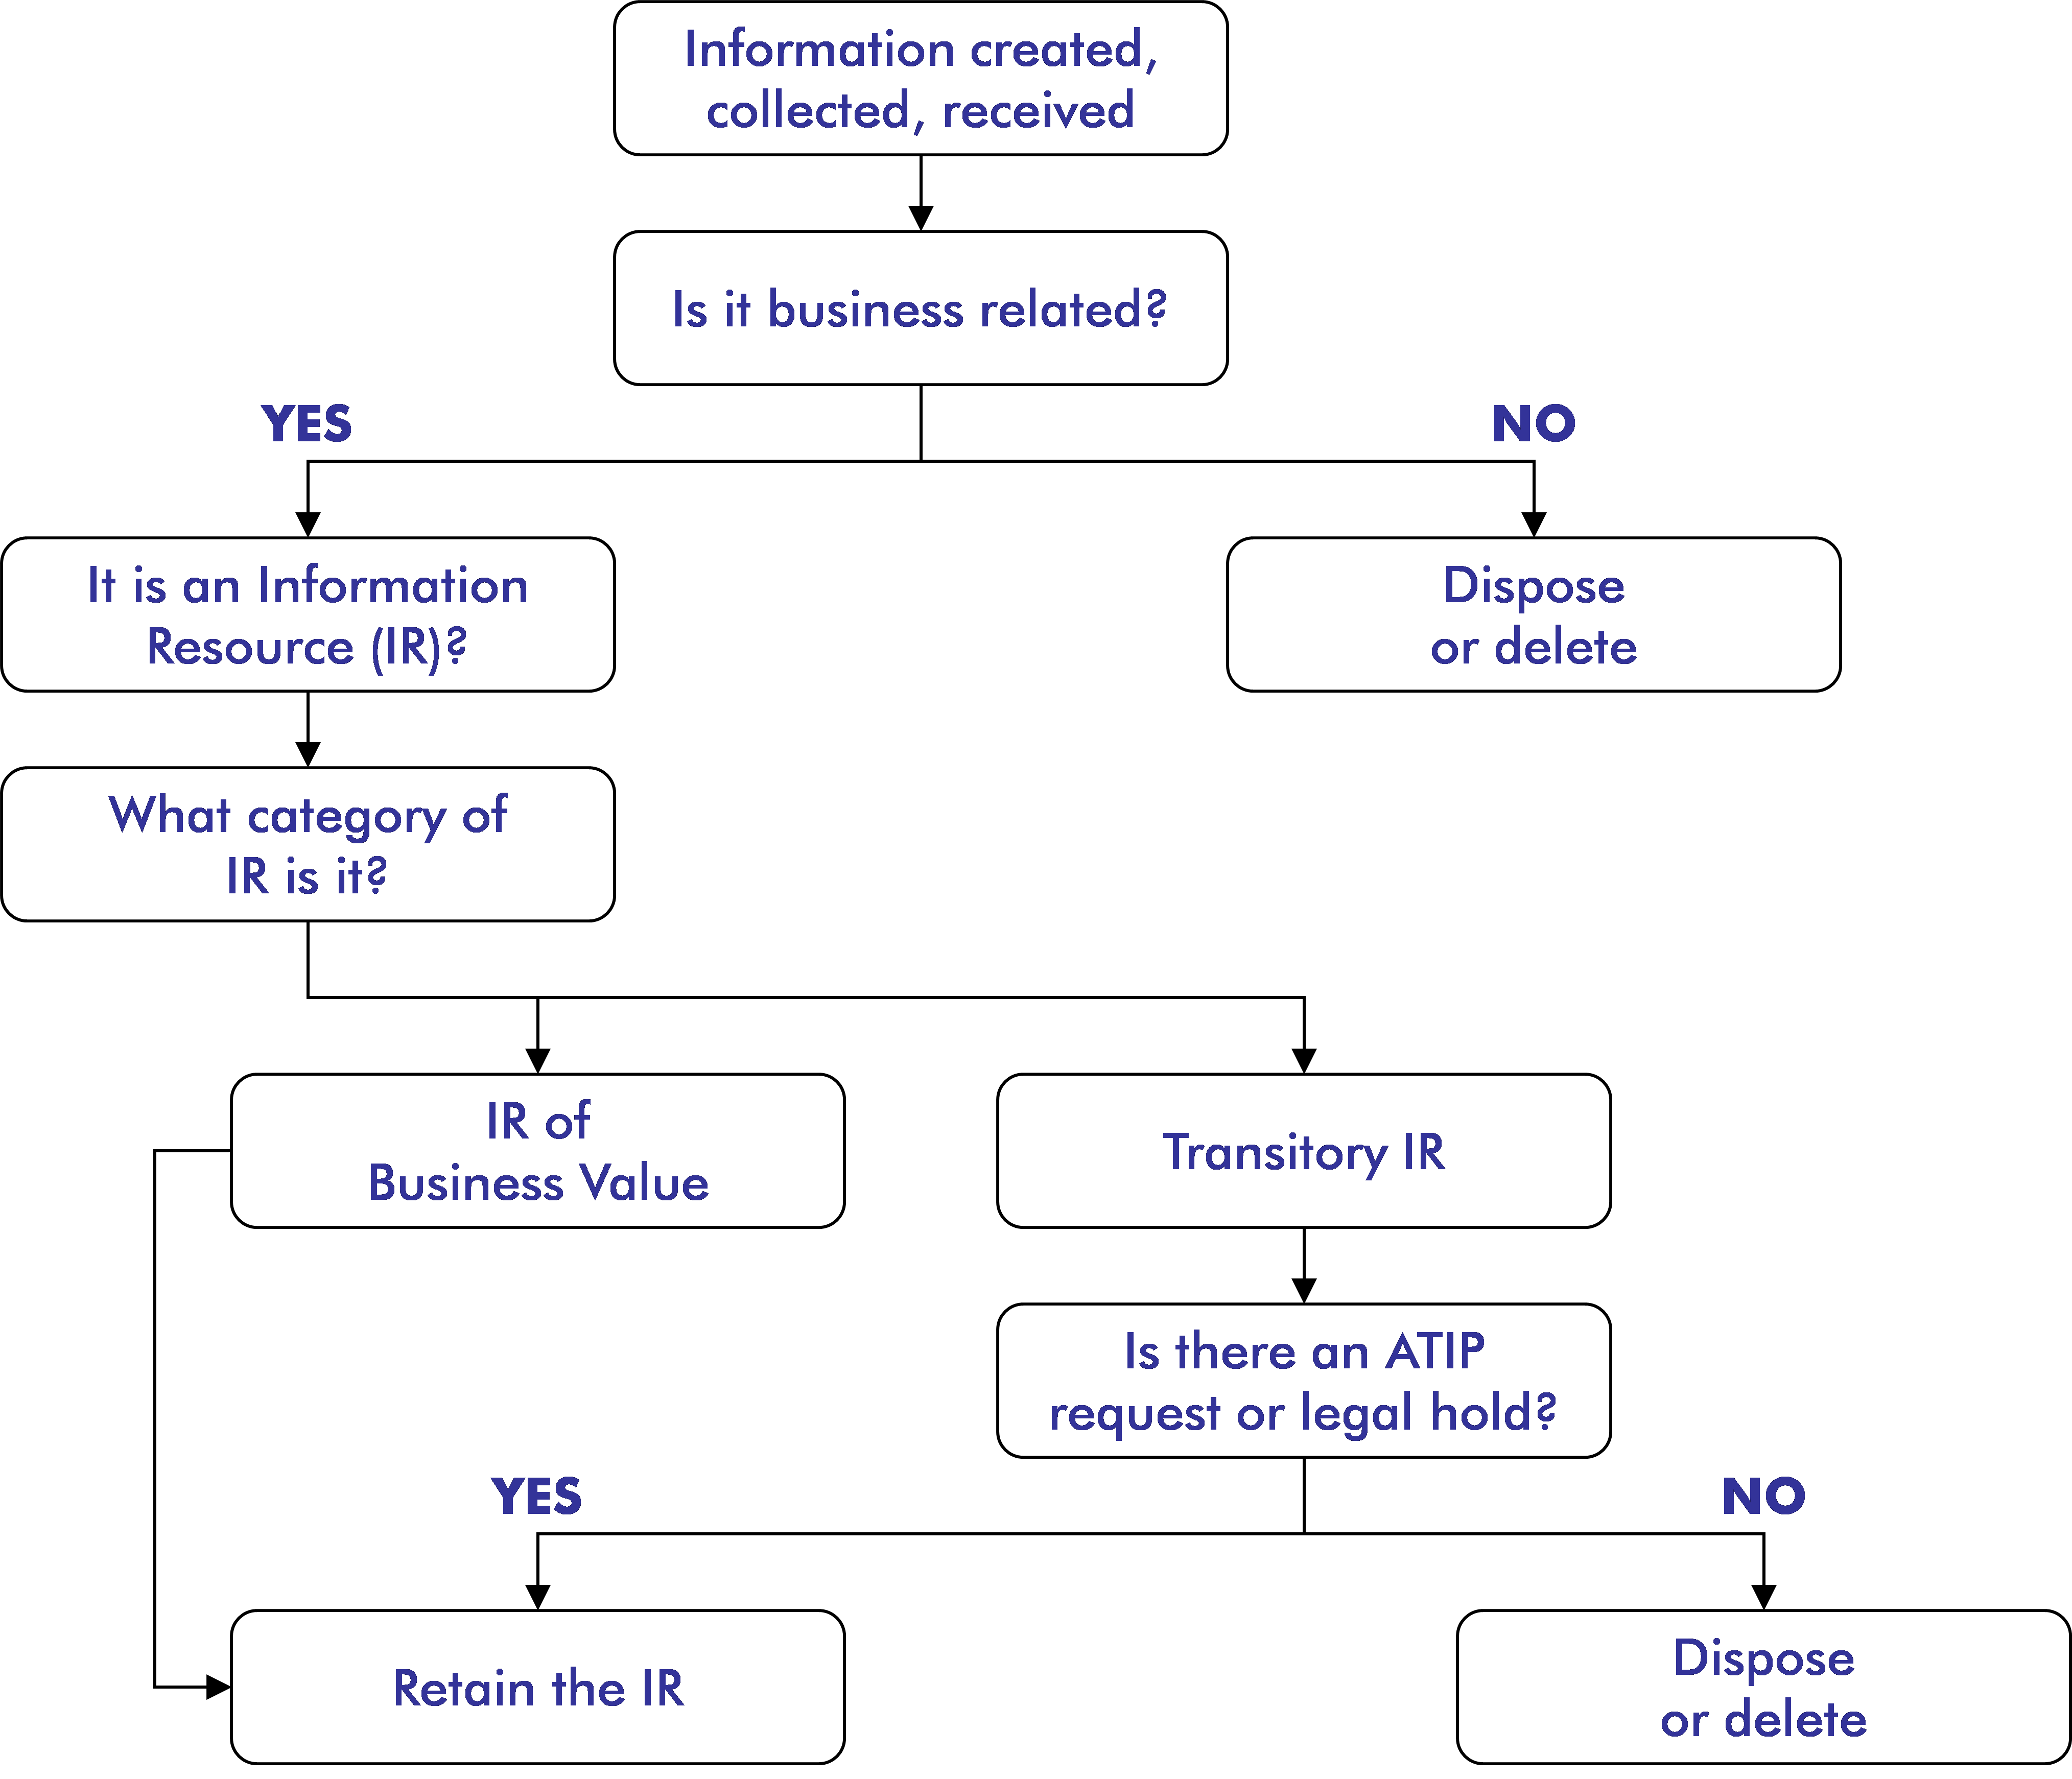 Information created,
collected, received
Is it business related?
YES
NO
It is an Information
Resource (IR)?
Dispose
or delete
What category of
IR is it?
IR of
Business Value
Transitory IR
Is there an ATIP
request or legal hold?
YES
NO
Retain the IR
Dispose
or delete